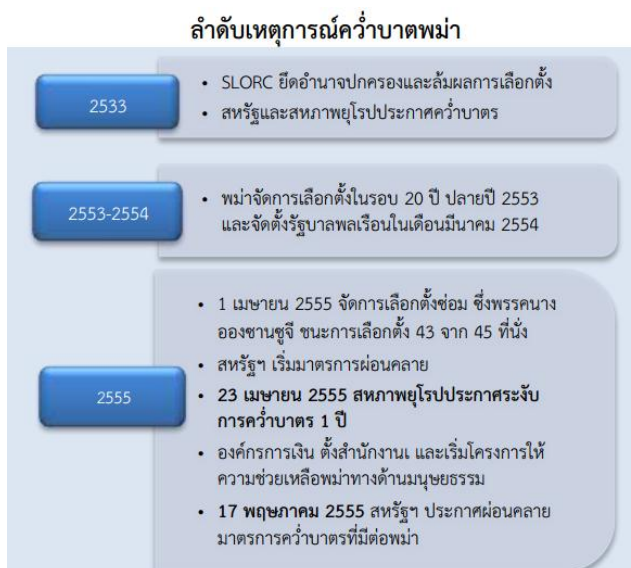 ลำดับเหตุการณ์คว่ำบาตพม่า
2533
• SLORC ยึดอำนาจปกครองและล้มผลการเลือกตั้ง
• สหรัฐและสหภาพยุโรปประกาศคว่ำบาตร
2553-2554
• พม่าจัดการเลือกตั้งในรอบ 20 ปี ปลายปี 2553
และจัดตั้งรัฐบาลพลเรือนในเดือนมีนาคม 2554
2555
• 1 เมษายน 2555 จัดการเลือกตั้งซ่อม ซึ่งพรรคนาง
อองซานซูจี ชนะการเลือกตั้ง 43 จาก 45 ที่นั่ง
• สหรัฐฯ เริ่มมาตรการผ่อนคลาย
• 23 เมษายน 2555 สหภาพยุโรปประกาศระงับ
การคว่ำบาตร 1 ปี
• องค์กรการเงิน ตั้งสำนักงานเ และเริ่มโครงการให้
ความช่วยเหลือพม่าทางด้านมนุษยธรรม
• 17 พฤษภาคม 2555 สหรัฐฯ ประกาศผ่อนคลาย
มาตรการคว่ำบาตรที่มีต่อพม่า